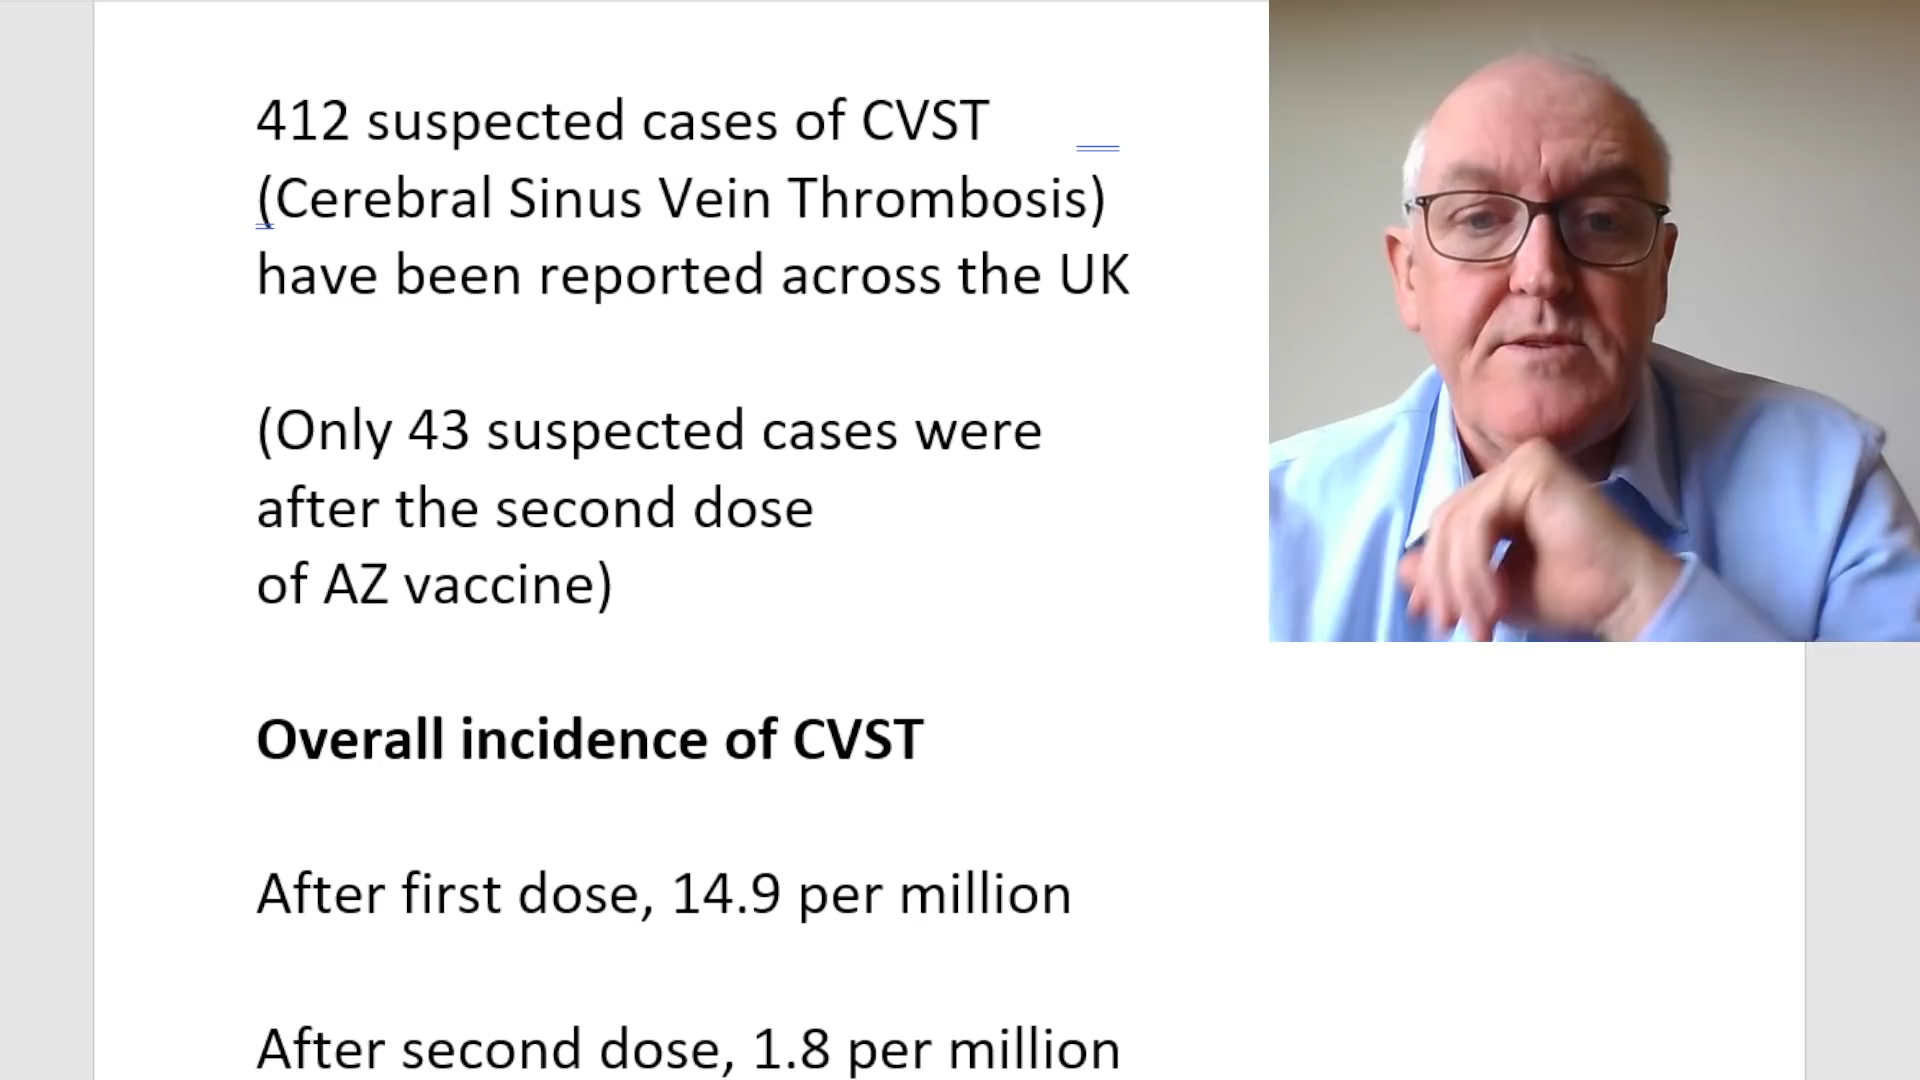 412 suspected cases of CVST
(Cerebral Sinus Vein Thrombosis)
have been reported across the UK
(Only 43 suspected cases were
after the second dose
of AZ vaccine)
Overall incidence of CVST
After first dose, 14.9 per million
After second dose, 1.8 per million